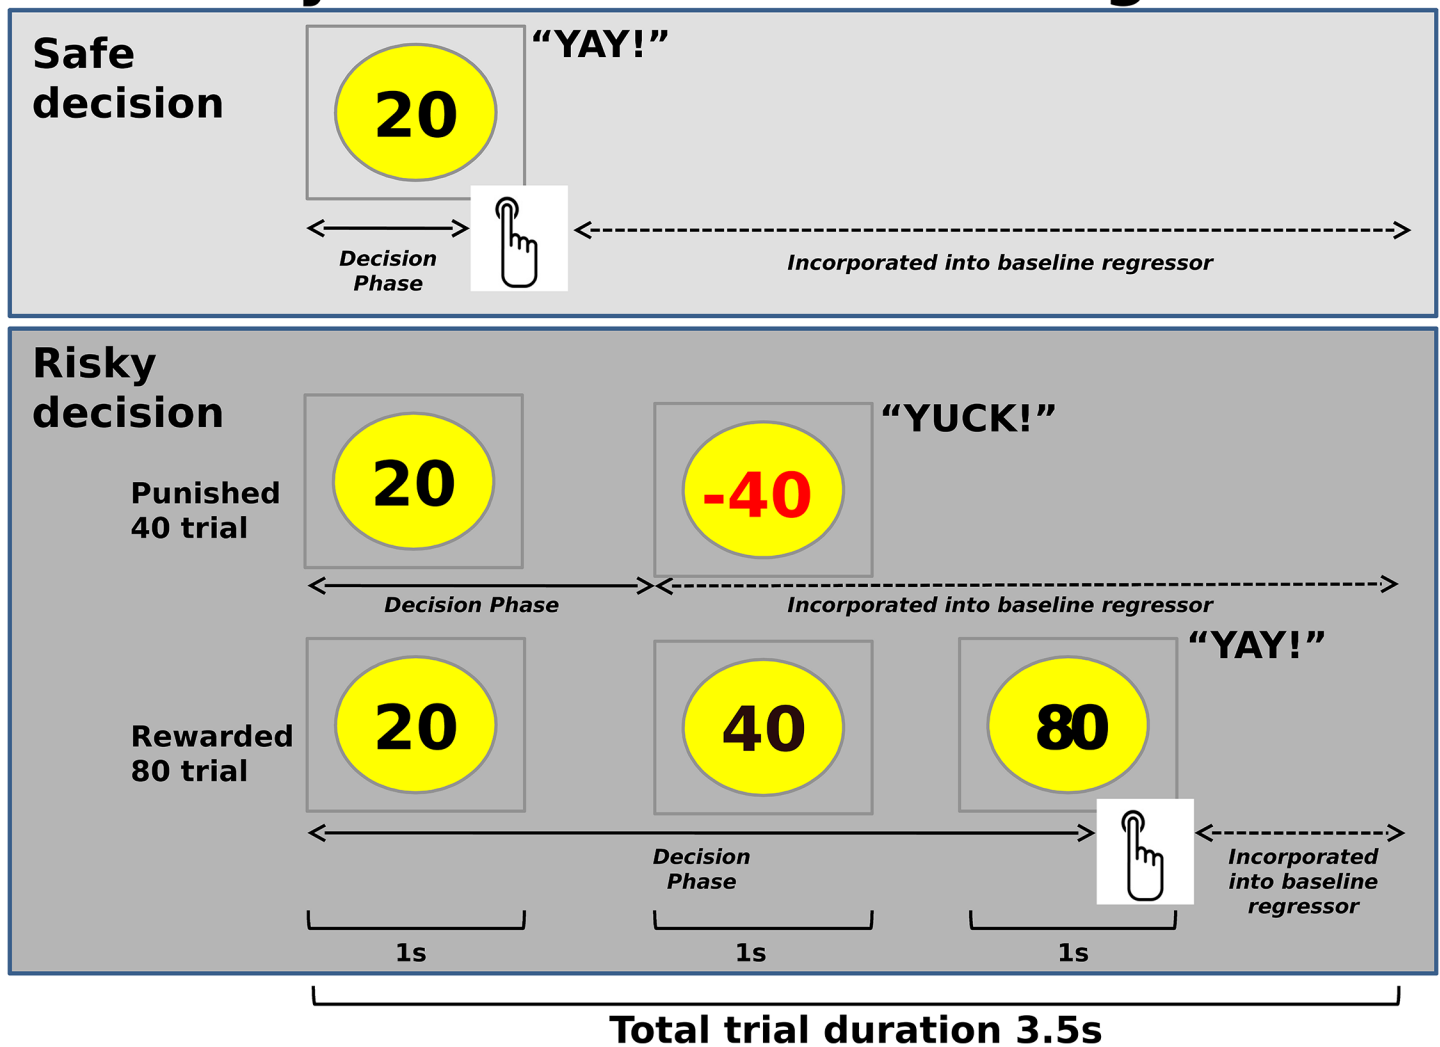 Safe
decision
20
“YAY!”
Decision
Phase
Incorporated into baseline regressor
Risky
decision
Punished
40 trial
20
-40
“YUCK!”
Decision Phase
Incorporated into baseline regressor
Rewarded
80 trial
20
40
80
“YAY!”
Decision
Phase
Incorporated
into baseline
regressor
1s
1s
1s
Total trial duration 3.5s